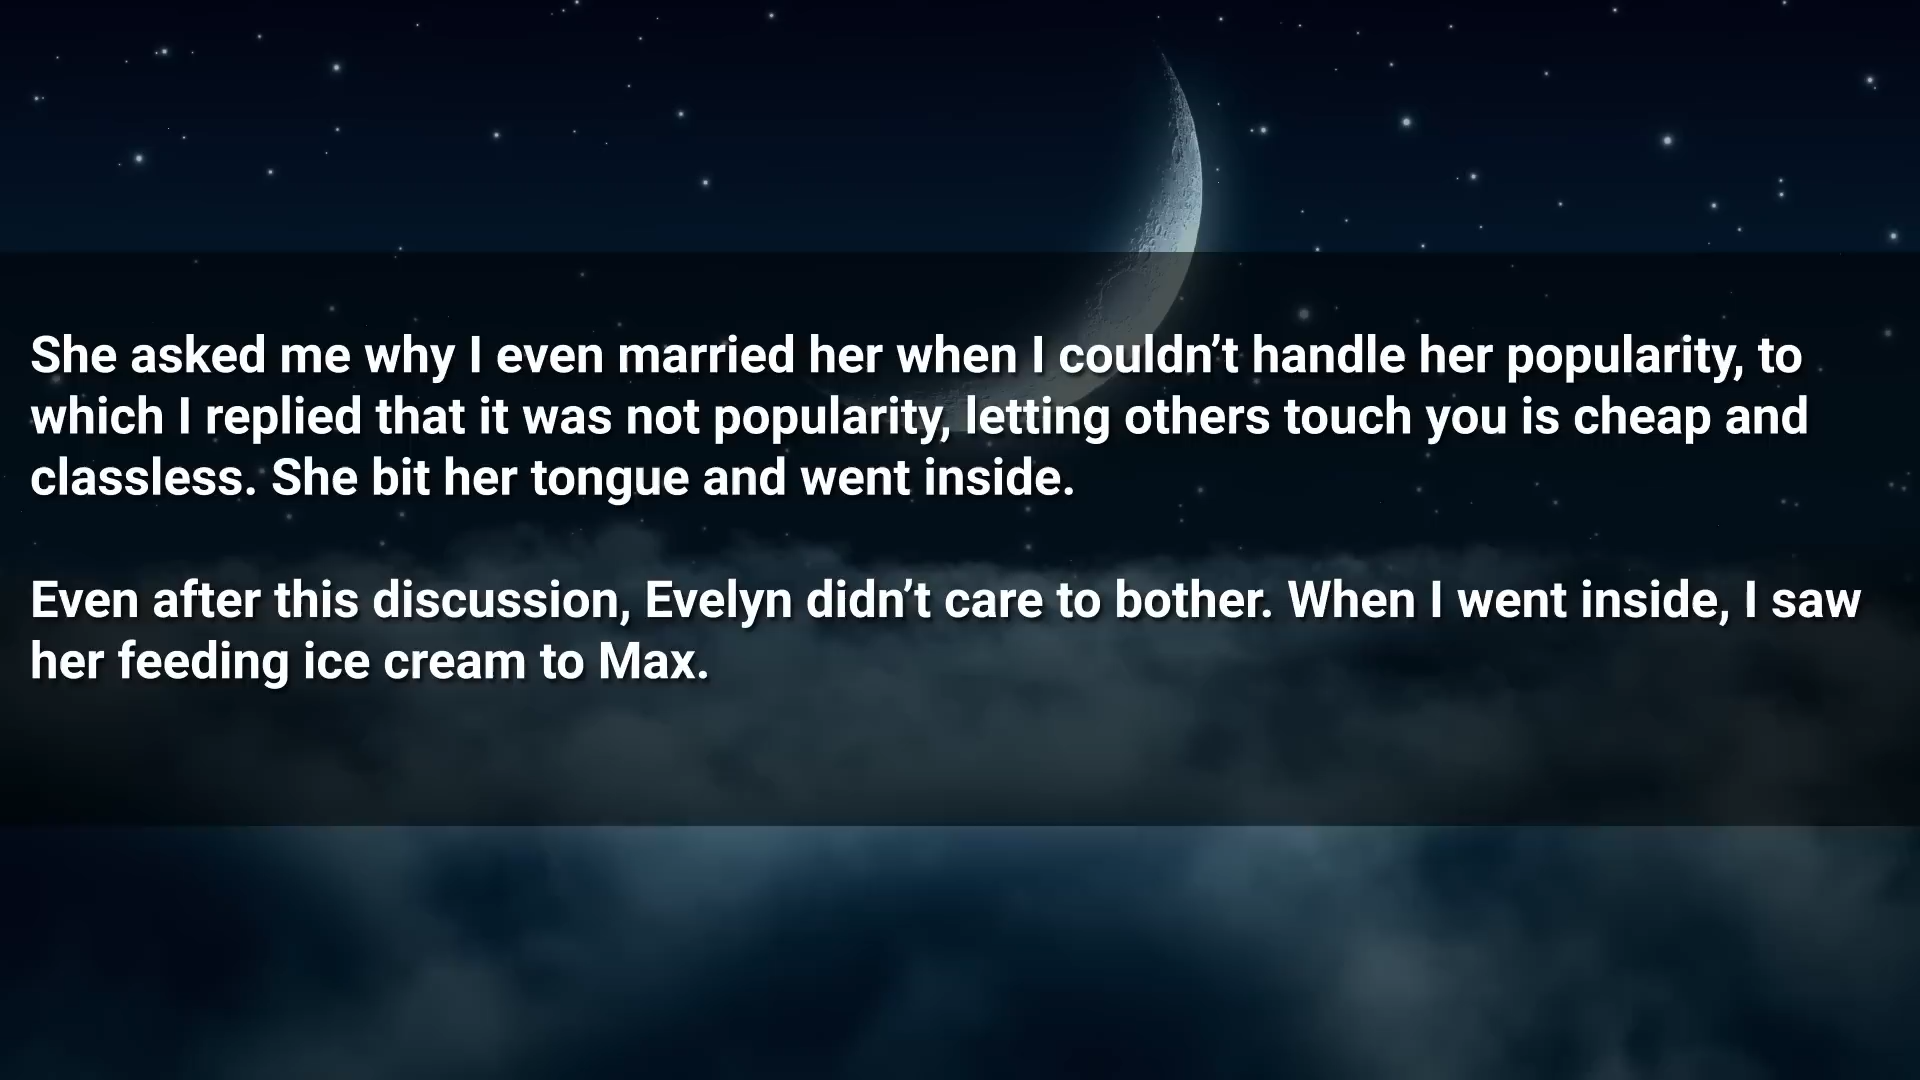 She asked me why I even married her when I couldn’t handle her popularity, to
which I replied that it was not popularity, letting others touch you is cheap and
classless. She bit her tongue and went inside.
Even after this discussion, Evelyn didn’t care to bother. When I went inside, I saw
her feeding ice cream to Max.